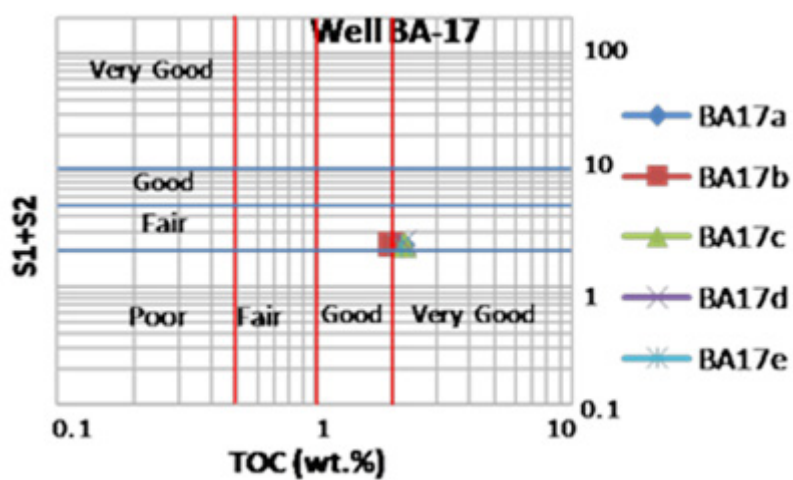 Well BA-17
100
Very Good
BA17a
10
Good
BA17b
S1+S2
Fair
BA17c
1
BA17d
Poor
Fair
Good
Very Good
BA17e
0.1
0.1
1
10
TOC (wt.%)